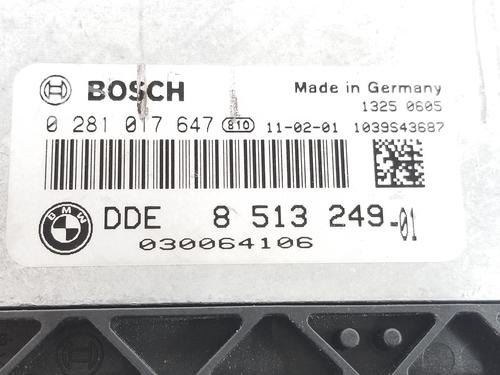 BOSCH
Made in Germany
1325 0605
0 281 017 647 810 11-02-01 1039S43687
BMW
DDE 8 513 249-01
030064106